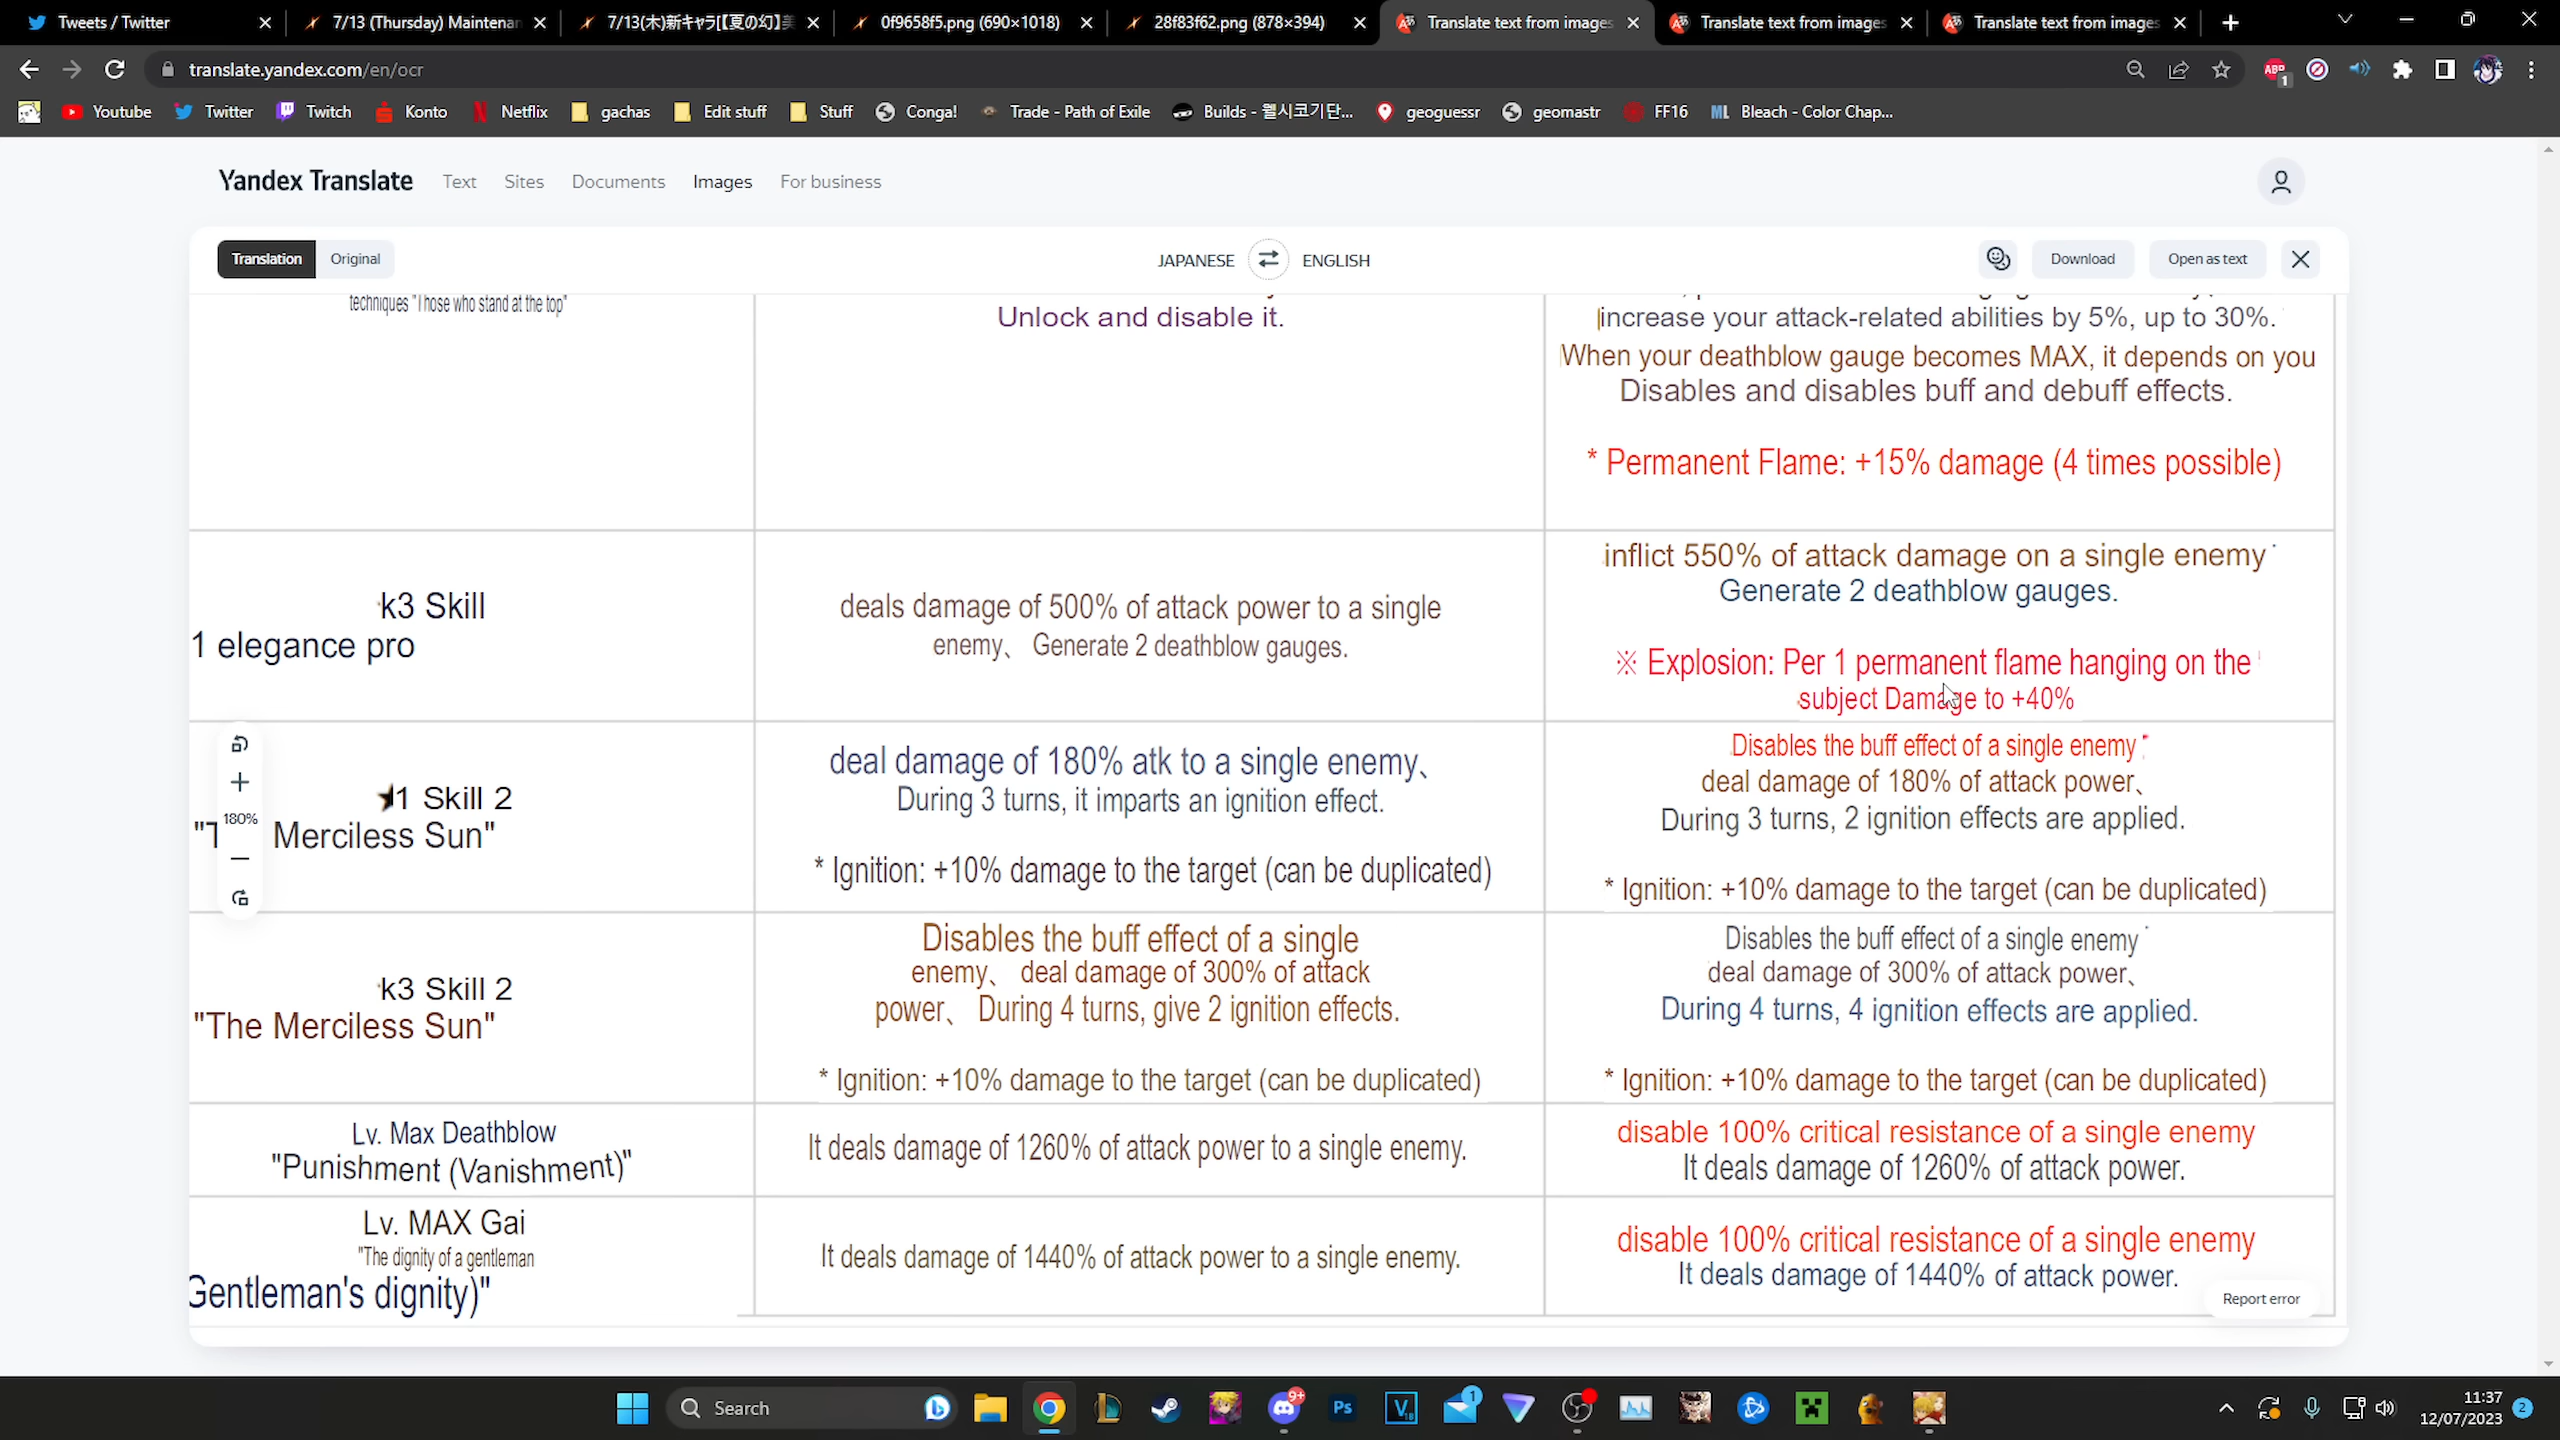 Tweets / Twitter
7/13 (Thursday) Maintenan
7/13(木)新キャラ[【夏の幻】美
0f9658f5.png (690×1018)
28f83f62.png (878×394)
Translate text from images
Translate text from images
Translate text from images
translate.yandex.com/en/ocr
ABP
1
Youtube
Twitter
Twitch
Konto
Netflix
gachas
Edit stuff
Stuff
Conga!
Trade - Path of Exile
Builds - 웰시코기단...
geoguessr
geomastr
FF16
ML
Bleach - Color Chap...
Yandex Translate
Text
Sites
Documents
Images
For business
Translation
Original
JAPANESE
ENGLISH
Download
Open as text
techniques "Those who stand at the top"
Unlock and disable it.
increase your attack-related abilities by 5%, up to 30%.
When your deathblow gauge becomes MAX, it depends on you
Disables and disables buff and debuff effects.
* Permanent Flame: +15% damage (4 times possible)
k3 Skill
1 elegance pro
deals damage of 500% of attack power to a single
enemy、 Generate 2 deathblow gauges.
inflict 550% of attack damage on a single enemy
Generate 2 deathblow gauges.
※ Explosion: Per 1 permanent flame hanging on the
subject Damage to +40%
★1 Skill 2
"T Merciless Sun"
180%
deal damage of 180% atk to a single enemy、
During 3 turns, it imparts an ignition effect.
* Ignition: +10% damage to the target (can be duplicated)
Disables the buff effect of a single enemy
deal damage of 180% of attack power、
During 3 turns, 2 ignition effects are applied.
* Ignition: +10% damage to the target (can be duplicated)
k3 Skill 2
"The Merciless Sun"
Disables the buff effect of a single
enemy、 deal damage of 300% of attack
power、 During 4 turns, give 2 ignition effects.
* Ignition: +10% damage to the target (can be duplicated)
Disables the buff effect of a single enemy
deal damage of 300% of attack power、
During 4 turns, 4 ignition effects are applied.
* Ignition: +10% damage to the target (can be duplicated)
Lv. Max Deathblow
"Punishment (Vanishment)"
It deals damage of 1260% of attack power to a single enemy.
disable 100% critical resistance of a single enemy
It deals damage of 1260% of attack power.
Lv. MAX Gai
"The dignity of a gentleman
Gentleman's dignity)"
It deals damage of 1440% of attack power to a single enemy.
disable 100% critical resistance of a single enemy
It deals damage of 1440% of attack power.
Report error
Search
9+
Ps
V
18
1
11:37
12/07/2023
2